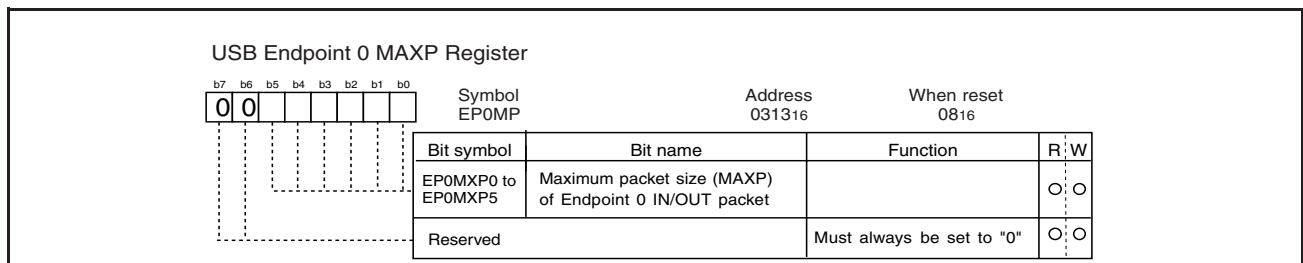 USB Endpoint 0 MAXP Register
b7 b6 b5 b4 b3 b2 b1 b0
0 0
Symbol Address When reset
EP0MP 031316 0816
Bit symbol Bit name Function R W
EP0MXP0 to Maximum packet size (MAXP)
EP0MXP5 of Endpoint 0 IN/OUT packet O O
Reserved Must always be set to "0" O O